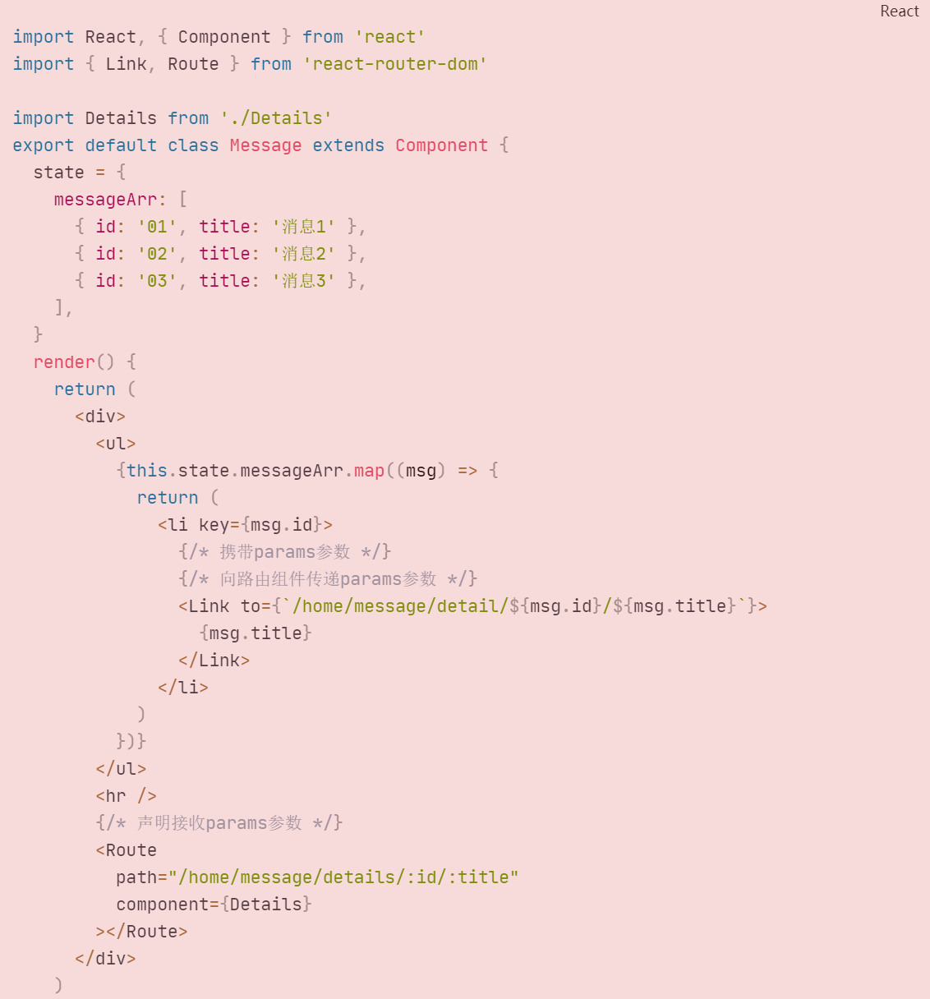 React
import React, { Component } from 'react'
import { Link, Route } from 'react-router-dom'

import Details from './Details'
export default class Message extends Component {
  state = {
    messageArr: [
      { id: '01', title: '消息1' },
      { id: '02', title: '消息2' },
      { id: '03', title: '消息3' },
    ],
  }
  render() {
    return (
      <div>
        <ul>
          {this.state.messageArr.map((msg) => {
            return (
              <li key={msg.id}>
                {/* 携带params参数 */}
                {/* 向路由组件传递params参数 */}
                <Link to={`/home/message/detail/${msg.id}/${msg.title}`}>
                  {msg.title}
                </Link>
              </li>
            )
          })}
        </ul>
        <hr />
        {/* 声明接收params参数 */}
        <Route
          path="/home/message/details/:id/:title"
          component={Details}
        ></Route>
      </div>
    )